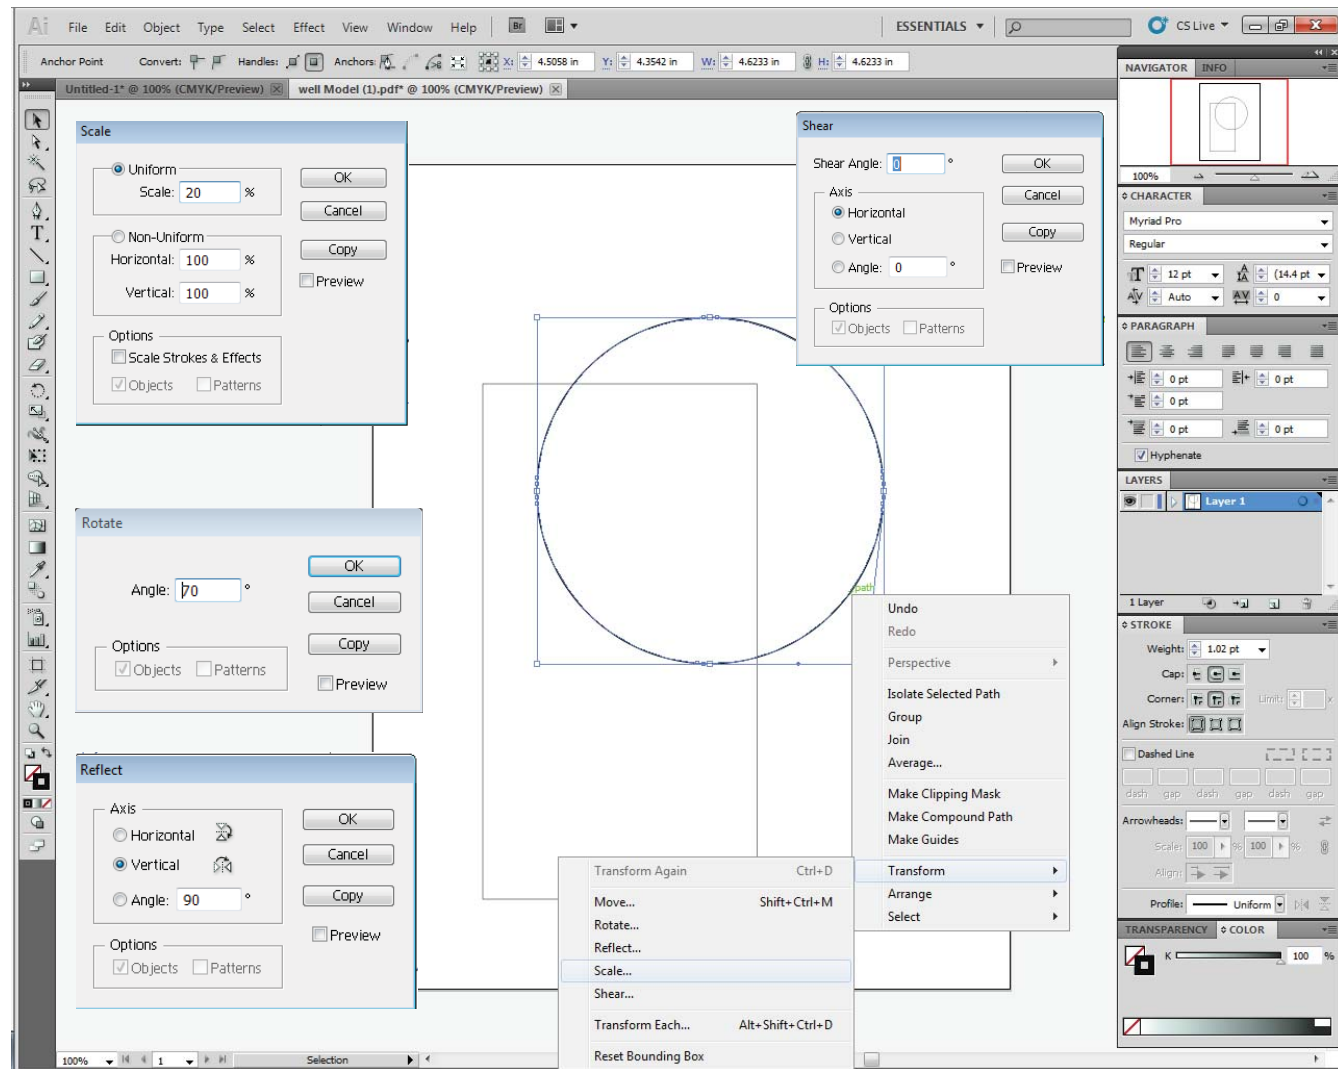 Ai File Edit Object Type Select Effect View Window Help Br ESSENTIALS CS Live
Anchor Point Convert: Handles: Anchors: X: 4.5058 in Y: 4.3542 in W: 4.6233 in H: 4.6233 in
Untitled-1* @ 100% (CMYK/Preview) well Model (1).pdf* @ 100% (CMYK/Preview)
Scale
Uniform
Scale: 20 %
OK
Cancel
Non-Uniform
Horizontal: 100 %
Vertical: 100 %
Copy
Preview
Options
Scale Strokes & Effects
Objects Patterns
Shear
Shear Angle: 0 °
OK
Axis
Cancel
Horizontal
Vertical
Copy
Angle: 0 °
Preview
Options
Objects Patterns
Rotate
OK
Angle: 70 °
Cancel
Options
Copy
Objects Patterns
Preview
Reflect
Axis
OK
Horizontal
Cancel
Vertical
Angle: 90 °
Copy
Preview
Options
Objects Patterns
path
Undo
Redo
Perspective
Isolate Selected Path
Group
Join
Average...
Make Clipping Mask
Make Compound Path
Make Guides
Transform
Arrange
Select
Transform Again Ctrl+D
Move... Shift+Ctrl+M
Rotate...
Reflect...
Scale...
Shear...
Transform Each... Alt+Shift+Ctrl+D
Reset Bounding Box
NAVIGATOR INFO
100%
CHARACTER
Myriad Pro
Regular
12 pt (14.4 pt
Auto 0
PARAGRAPH
0 pt 0 pt
0 pt
0 pt 0 pt
Hyphenate
LAYERS
Layer 1
1 Layer
STROKE
Weight: 1.02 pt
Cap:
Corner: Limit: x
Align Stroke:
Dashed Line
dash gap dash gap dash gap
Arrowheads:
Scale: 100 % 100 %
Align:
Profile: Uniform
TRANSPARENCY COLOR
K 100 %
100% 1 Selection